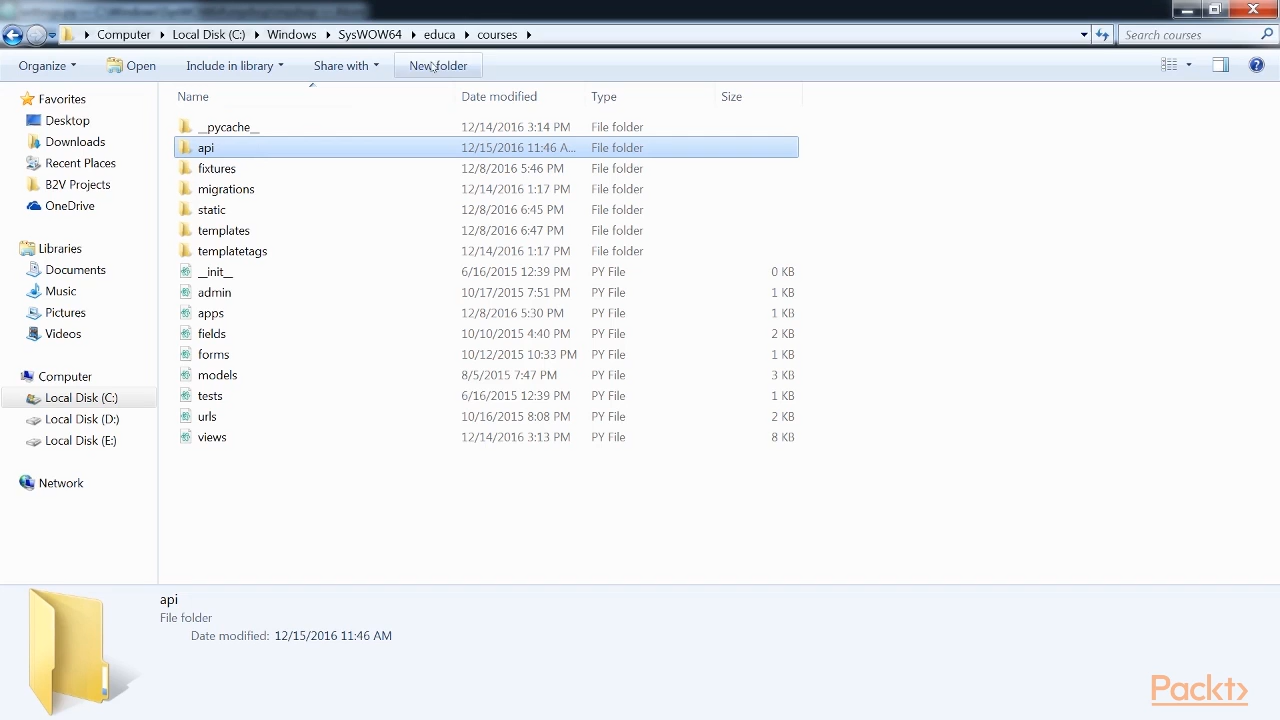 Computer Local Disk (C:) Windows SysWOW64 educa courses Search courses
Organize Open Include in library Share with New folder
Name Date modified Type Size
Favorites
Desktop
Downloads
Recent Places
B2V Projects
OneDrive
Libraries
Documents
Music
Pictures
Videos
Computer
Local Disk (C:)
Local Disk (D:)
Local Disk (E:)
Network
__pycache__ 12/14/2016 3:14 PM File folder
api 12/15/2016 11:46 A... File folder
fixtures 12/8/2016 5:46 PM File folder
migrations 12/14/2016 1:17 PM File folder
static 12/8/2016 6:45 PM File folder
templates 12/8/2016 6:47 PM File folder
templatetags 12/14/2016 1:17 PM File folder
__init__ 6/16/2015 12:39 PM PY File 0 KB
admin 10/17/2015 7:51 PM PY File 1 KB
apps 12/8/2016 5:30 PM PY File 1 KB
fields 10/10/2015 4:40 PM PY File 2 KB
forms 10/12/2015 10:33 PM PY File 1 KB
models 8/5/2015 7:47 PM PY File 3 KB
tests 6/16/2015 12:39 PM PY File 1 KB
urls 10/16/2015 8:08 PM PY File 2 KB
views 12/14/2016 3:13 PM PY File 8 KB
api
File folder
Date modified: 12/15/2016 11:46 AM
Packt>